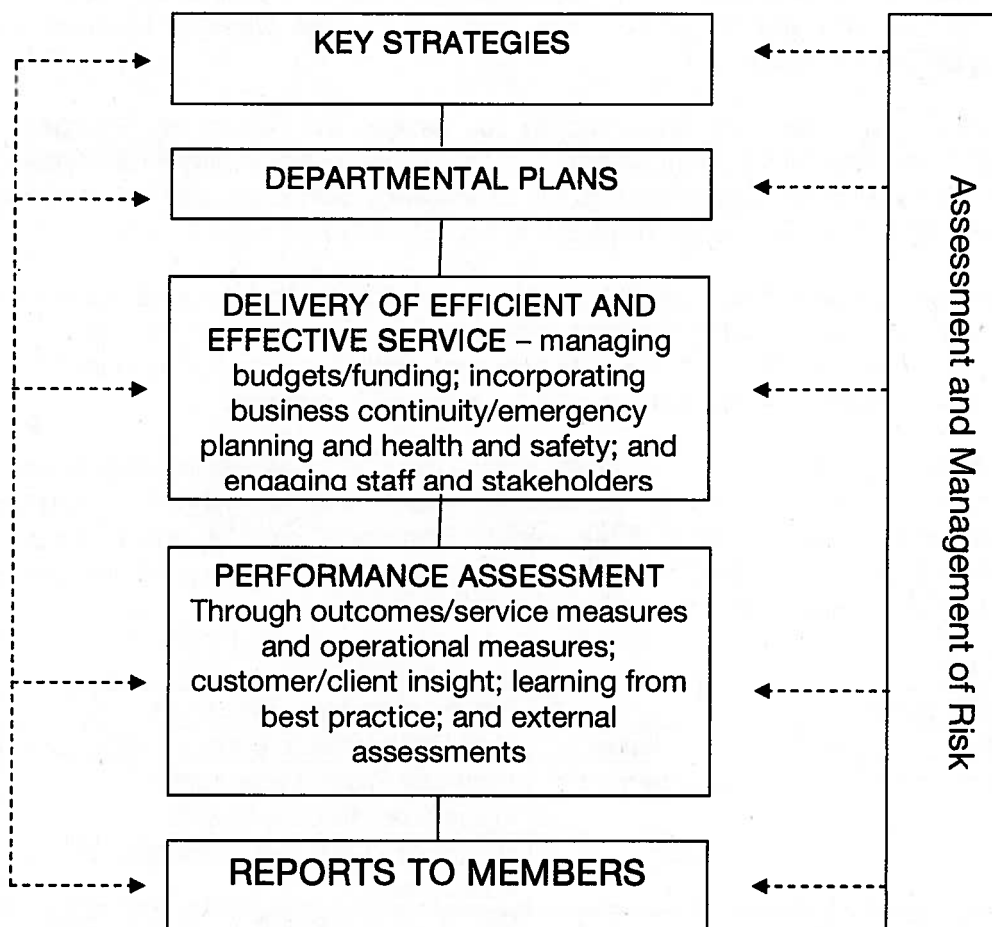 KEY STRATEGIES
DEPARTMENTAL PLANS
DELIVERY OF EFFICIENT AND
EFFECTIVE SERVICE – managing
budgets/funding; incorporating
business continuity/emergency
planning and health and safety; and
engaging staff and stakeholders
PERFORMANCE ASSESSMENT
Through outcomes/service measures
and operational measures;
customer/client insight; learning from
best practice; and external
assessments
REPORTS TO MEMBERS
Assessment and Management of Risk